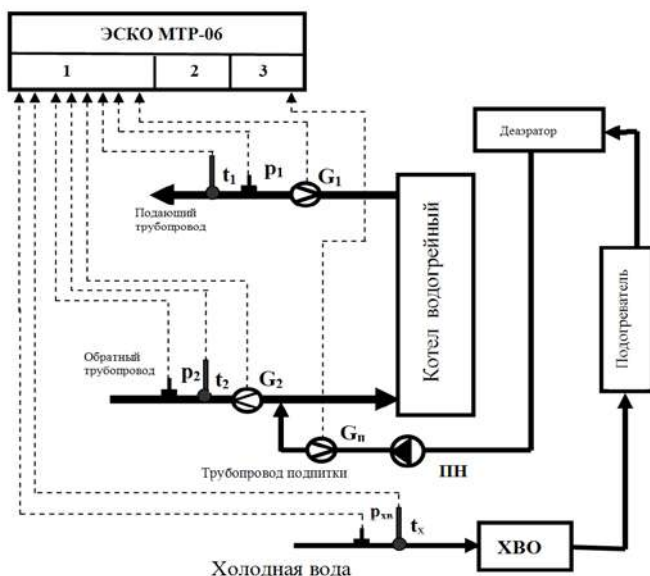 ЭСКО МТР-06
1 2 3
Деаэратор
t₁ p₁ G₁
Подающий
трубопровод
Котел водогрейный
Подогреватель
Обратный
трубопровод
p₂ t₂ G₂
Gп
Трубопровод подпитки
ПН
pхв tх
ХВО
Холодная вода